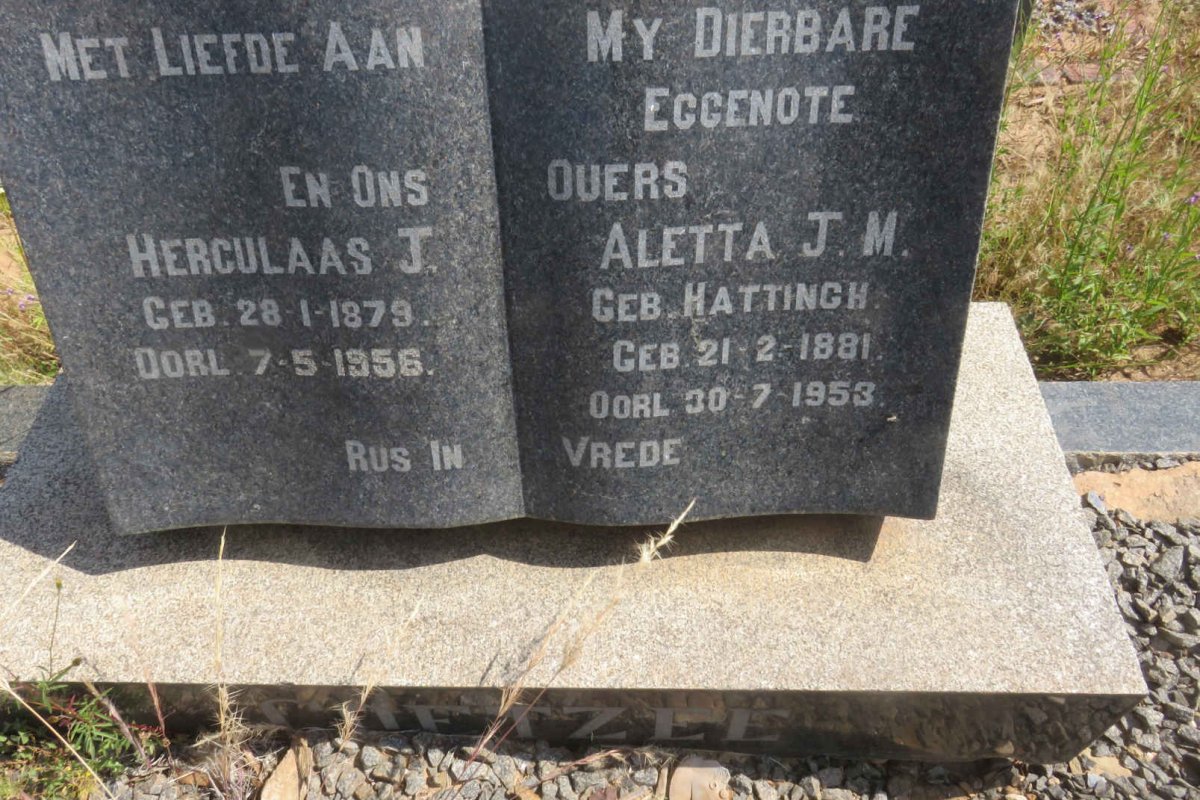 MET LIEFDE AAN MY DIERBARE
EGGENOTE
EN ONS OUERS
HERCULAAS J.
GEB. 28-1-1879.
OORL 7-5-1956.
ALETTA J. M.
GEB. HATTINGH.
GEB. 21-2-1881.
OORL 30-7-1953.
RUS IN VREDE
COETZEE